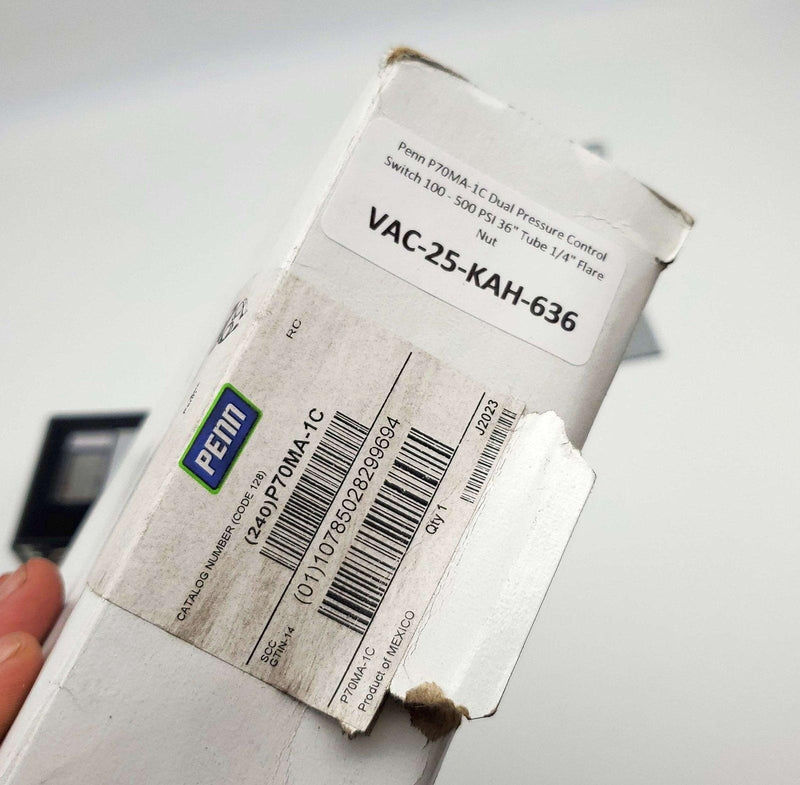 Penn P70MA-1C Dual Pressure Control
Switch 100 - 500 PSI 36" Tube 1/4" Flare
Nut
VAC-25-KAH-636
RC
PENN
CATALOG NUMBER (CODE 128)
(240)P70MA-1C
SCC
GTIN-14
(01)10785028299694
Qty 1
J2023
P70MA-1C
Product of MEXICO